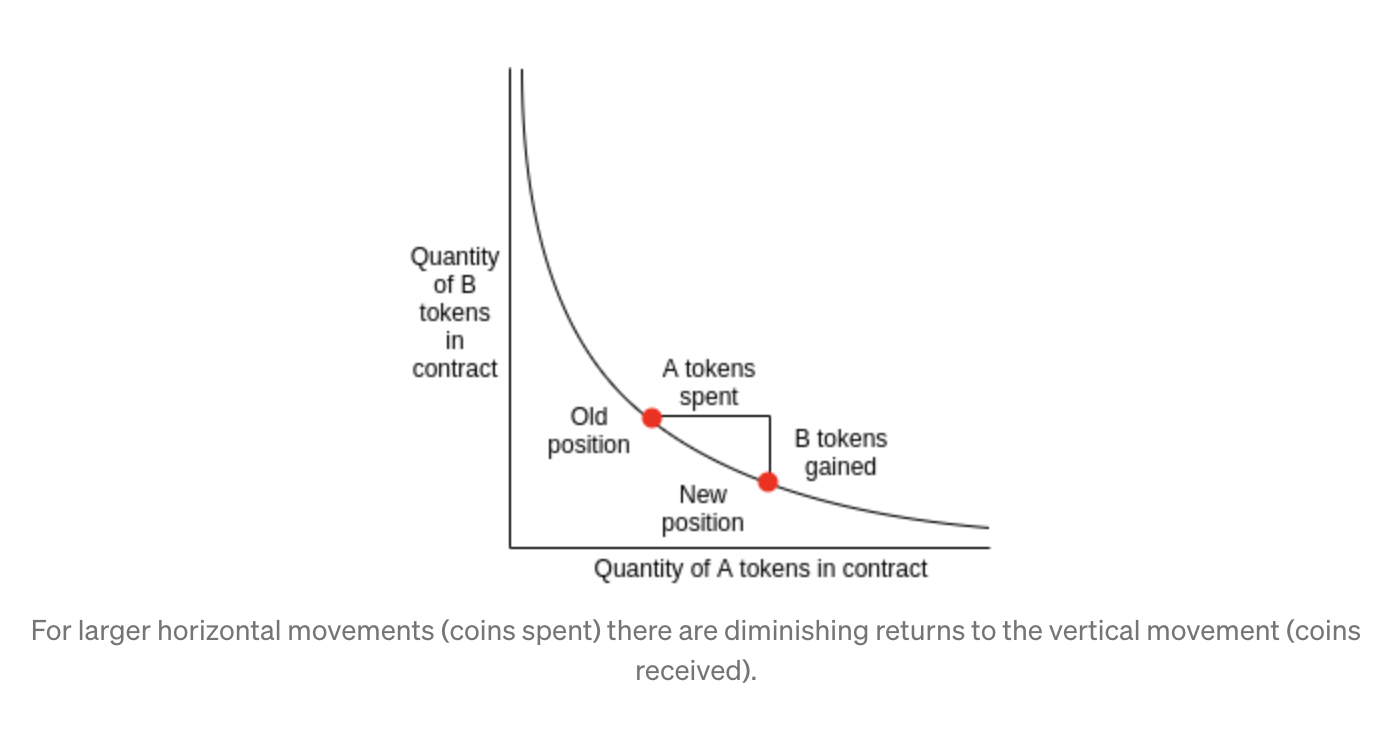 Quantity
of B
tokens
in
contract
A tokens
spent
Old
position
B tokens
gained
New
position
Quantity of A tokens in contract
For larger horizontal movements (coins spent) there are diminishing returns to the vertical movement (coins
received).